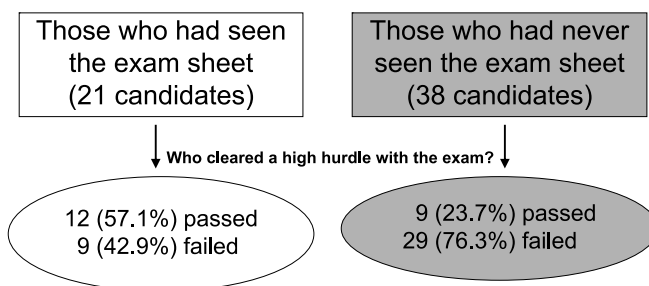 Those who had seen
the exam sheet
(21 candidates)
Those who had never
seen the exam sheet
(38 candidates)
Who cleared a high hurdle with the exam?
12 (57.1%) passed
9 (42.9%) failed
9 (23.7%) passed
29 (76.3%) failed